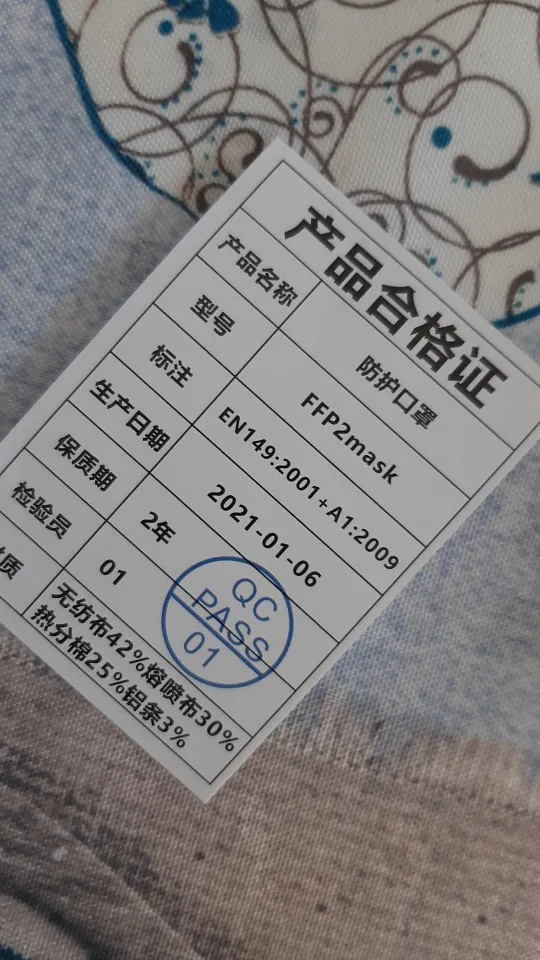 产品合格证
产品名称 防护口罩
型号 FFP2mask
标注 EN149:2001+A1:2009
生产日期 2021-01-06
保质期 2年
检验员 01
QC
PASS
01
质 无纺布42%熔喷布30%
热分棉25%铝条3%